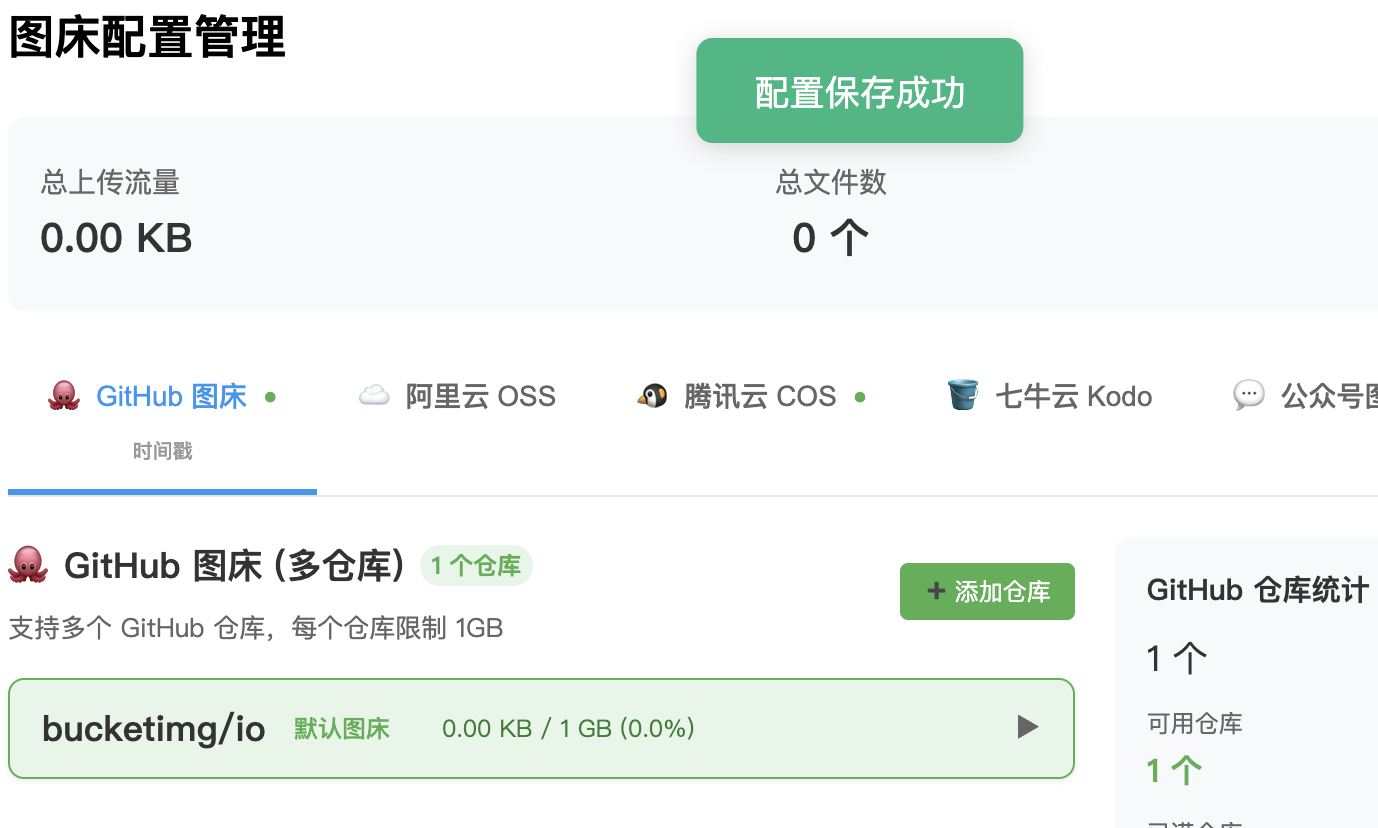 图床配置管理
配置保存成功
总上传流量
总文件数
0.00 KB
0 个
GitHub 图床
阿里云 OSS
腾讯云 COS
七牛云 Kodo
公众号图
时间戳
GitHub 图床 (多仓库)
1 个仓库
+ 添加仓库
支持多个 GitHub 仓库，每个仓库限制 1GB
bucketimg/io
默认图床
0.00 KB / 1 GB (0.0%)
GitHub 仓库统计
1 个
可用仓库
1 个